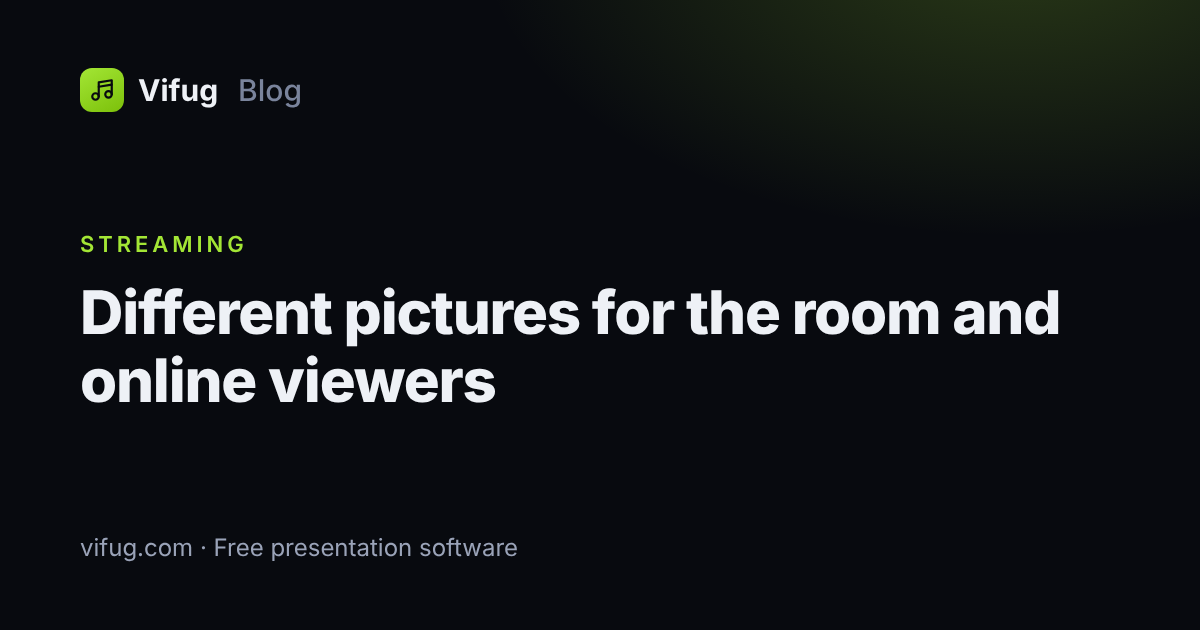 Vifug Blog
STREAMING
Different pictures for the room and
online viewers
vifug.com · Free presentation software